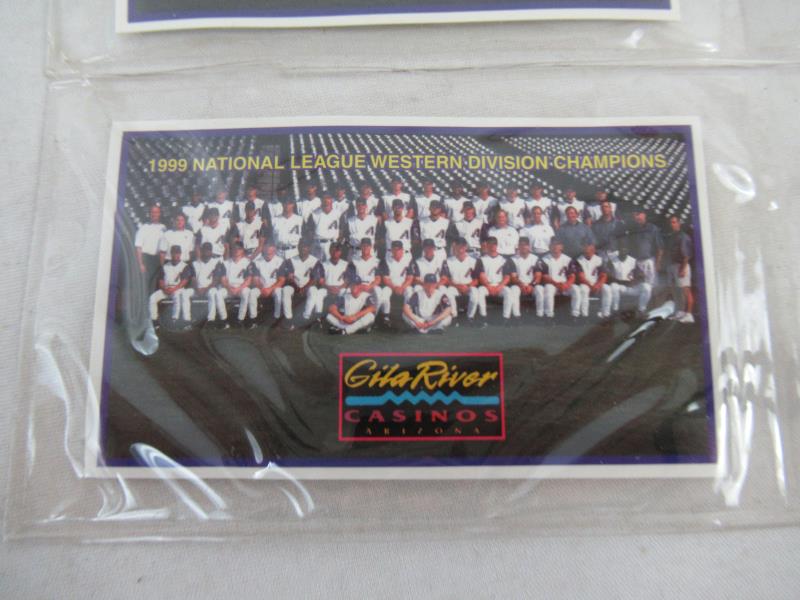 1999 NATIONAL LEAGUE WESTERN DIVISION CHAMPIONS
Gila River
CASINOS
ARIZONA